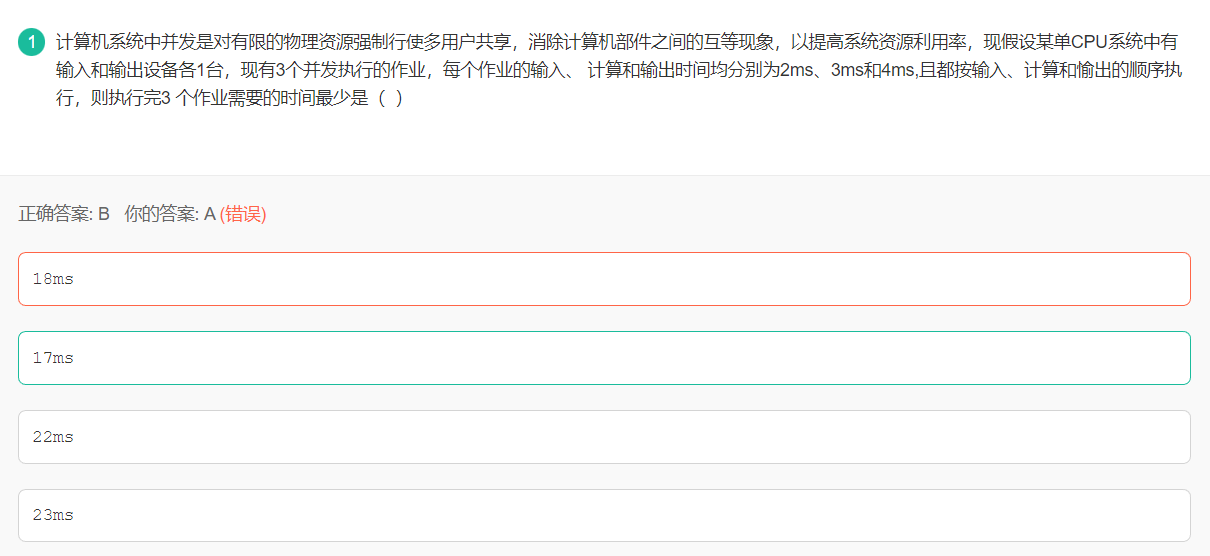 1 计算机系统中并发是对有限的物理资源强制行使多用户共享，消除计算机部件之间的互等现象，以提高系统资源利用率，现假设某单CPU系统中有
输入和输出设备各1台，现有3个并发执行的作业，每个作业的输入、 计算和输出时间均分别为2ms、3ms和4ms,且都按输入、计算和愉出的顺序执
行，则执行完3 个作业需要的时间最少是（ ）
正确答案: B 你的答案: A (错误)
18ms
17ms
22ms
23ms